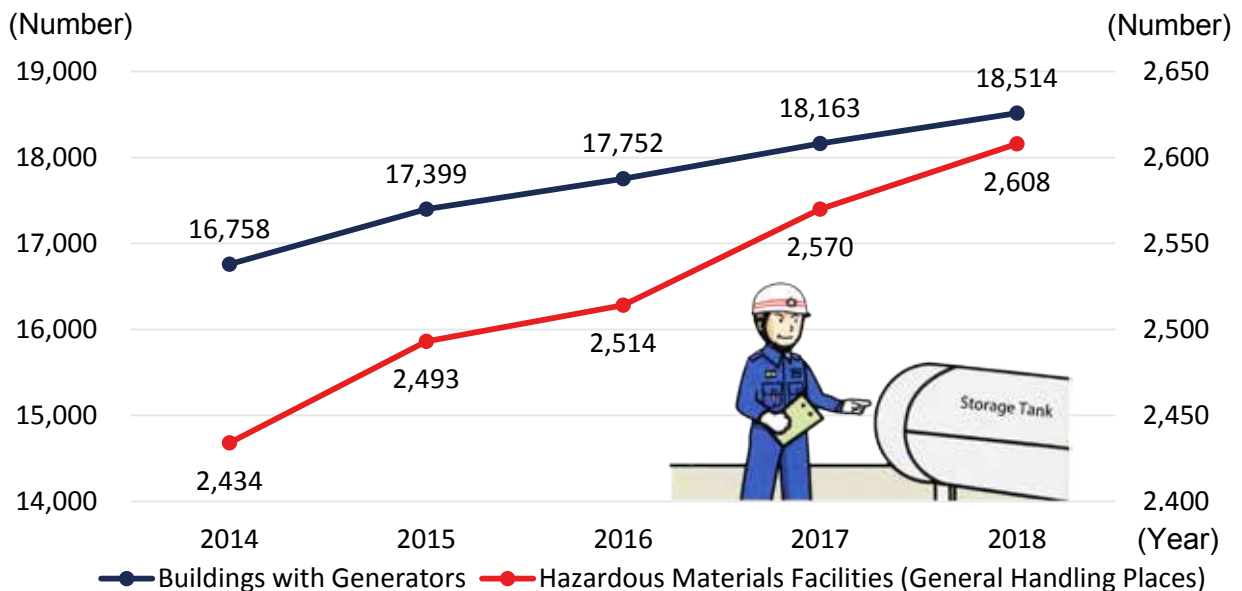 (Number) (Number)
19,000 2,650
18,514
18,163
18,000 17,752 2,600
17,399 2,608
16,758
17,000 2,570 2,550
16,000 2,514 2,500
2,493
15,000 Storage Tank 2,450
2,434
14,000 2,400
2014 2015 2016 2017 2018 (Year)
Buildings with Generators Hazardous Materials Facilities (General Handling Places)